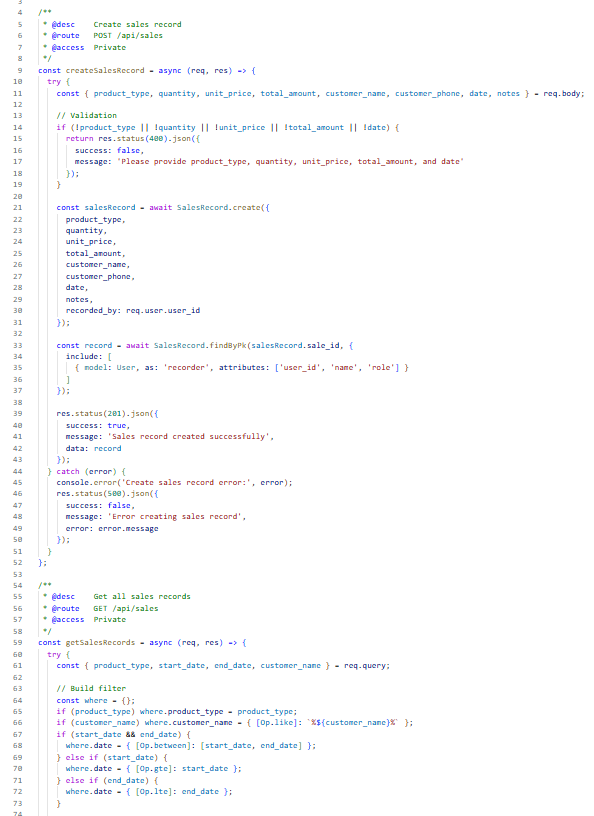 3
4 /**
5  * @desc    Create sales record
6  * @route   POST /api/sales
7  * @access  Private
8  */
9 const createSalesRecord = async (req, res) => {
10   try {
11     const { product_type, quantity, unit_price, total_amount, customer_name, customer_phone, date, notes } = req.body;
12
13     // Validation
14     if (!product_type || !quantity || !unit_price || !total_amount || !date) {
15       return res.status(400).json({
16         success: false,
17         message: 'Please provide product_type, quantity, unit_price, total_amount, and date'
18       });
19     }
20
21     const salesRecord = await SalesRecord.create({
22       product_type,
23       quantity,
24       unit_price,
25       total_amount,
26       customer_name,
27       customer_phone,
28       date,
29       notes,
30       recorded_by: req.user.user_id
31     });
32
33     const record = await SalesRecord.findByPk(salesRecord.sale_id, {
34       include: [
35         { model: User, as: 'recorder', attributes: ['user_id', 'name', 'role'] }
36       ]
37     });
38
39     res.status(201).json({
40       success: true,
41       message: 'Sales record created successfully',
42       data: record
43     });
44   } catch (error) {
45     console.error('Create sales record error:', error);
46     res.status(500).json({
47       success: false,
48       message: 'Error creating sales record',
49       error: error.message
50     });
51   }
52 };
53
54 /**
55  * @desc    Get all sales records
56  * @route   GET /api/sales
57  * @access  Private
58  */
59 const getSalesRecords = async (req, res) => {
60   try {
61     const { product_type, start_date, end_date, customer_name } = req.query;
62
63     // Build filter
64     const where = {};
65     if (product_type) where.product_type = product_type;
66     if (customer_name) where.customer_name = { [Op.like]: `%${customer_name}%` };
67     if (start_date && end_date) {
68       where.date = { [Op.between]: [start_date, end_date] };
69     } else if (start_date) {
70       where.date = { [Op.gte]: start_date };
71     } else if (end_date) {
72       where.date = { [Op.lte]: end_date };
73     }
74